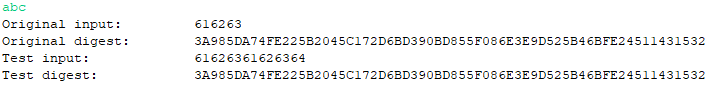 abc
Original input: 616263
Original digest: 3A985DA74FE225B2045C172D6BD390BD855F086E3E9D525B46BFE24511431532
Test input: 61626361626364
Test digest: 3A985DA74FE225B2045C172D6BD390BD855F086E3E9D525B46BFE24511431532